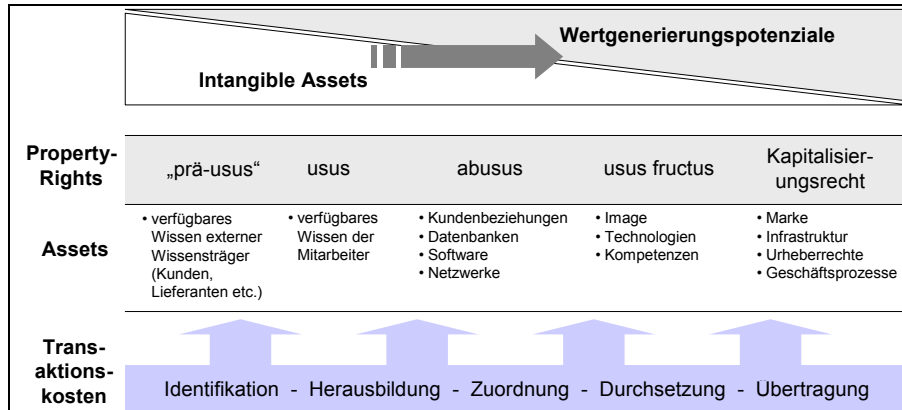 Wertgenerierungspotenziale
Intangible Assets
Property-
Rights
„prä-usus“
usus
abusus
usus fructus
Kapitalisier-
ungsrecht
Assets
• verfügbares
Wissen externer
Wissensträger
(Kunden,
Lieferanten etc.)
• verfügbares
Wissen der
Mitarbeiter
• Kundenbeziehungen
• Datenbanken
• Software
• Netzwerke
• Image
• Technologien
• Kompetenzen
• Marke
• Infrastruktur
• Urheberrechte
• Geschäftsprozesse
Trans-
aktions-
kosten
Identifikation - Herausbildung - Zuordnung - Durchsetzung - Übertragung